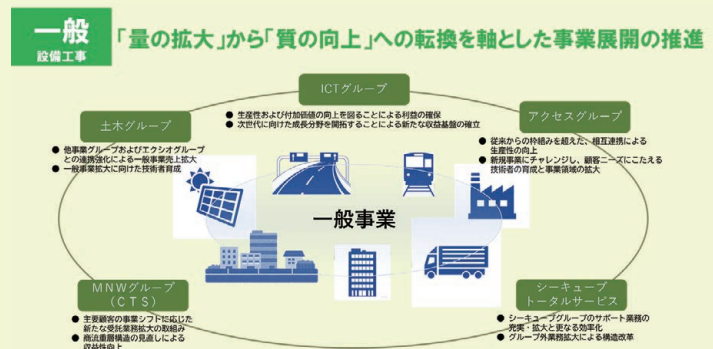 一般
設備工事
「量の拡大」から「質の向上」への転換を軸とした事業展開の推進
ICTグループ
● 生産性および付加価値の向上を図ることによる利益の確保
● 次世代に向けた成長分野を開拓することによる新たな収益基盤の確立
土木グループ
● 他事業グループおよびエクシオグループ
との連携強化による一般事業売上拡大
● 一般事業拡大に向けた技術者育成
アクセスグループ
● 従来からの枠組みを超えた、相互連携による
生産性の向上
● 新規事業にチャレンジし、顧客ニーズにこたえる
技術者の育成と事業領域の拡大
一般事業
MNWグループ
(CTS)
● 主要顧客の事業シフトに応じた
新たな受託業務拡大の取組み
● 商流重層構造の見直しによる
収益性向上
シーキューブ
トータルサービス
● シーキューブグループのサポート業務の
充実・拡大と更なる効率化
● グループ外業務拡大による構造改革